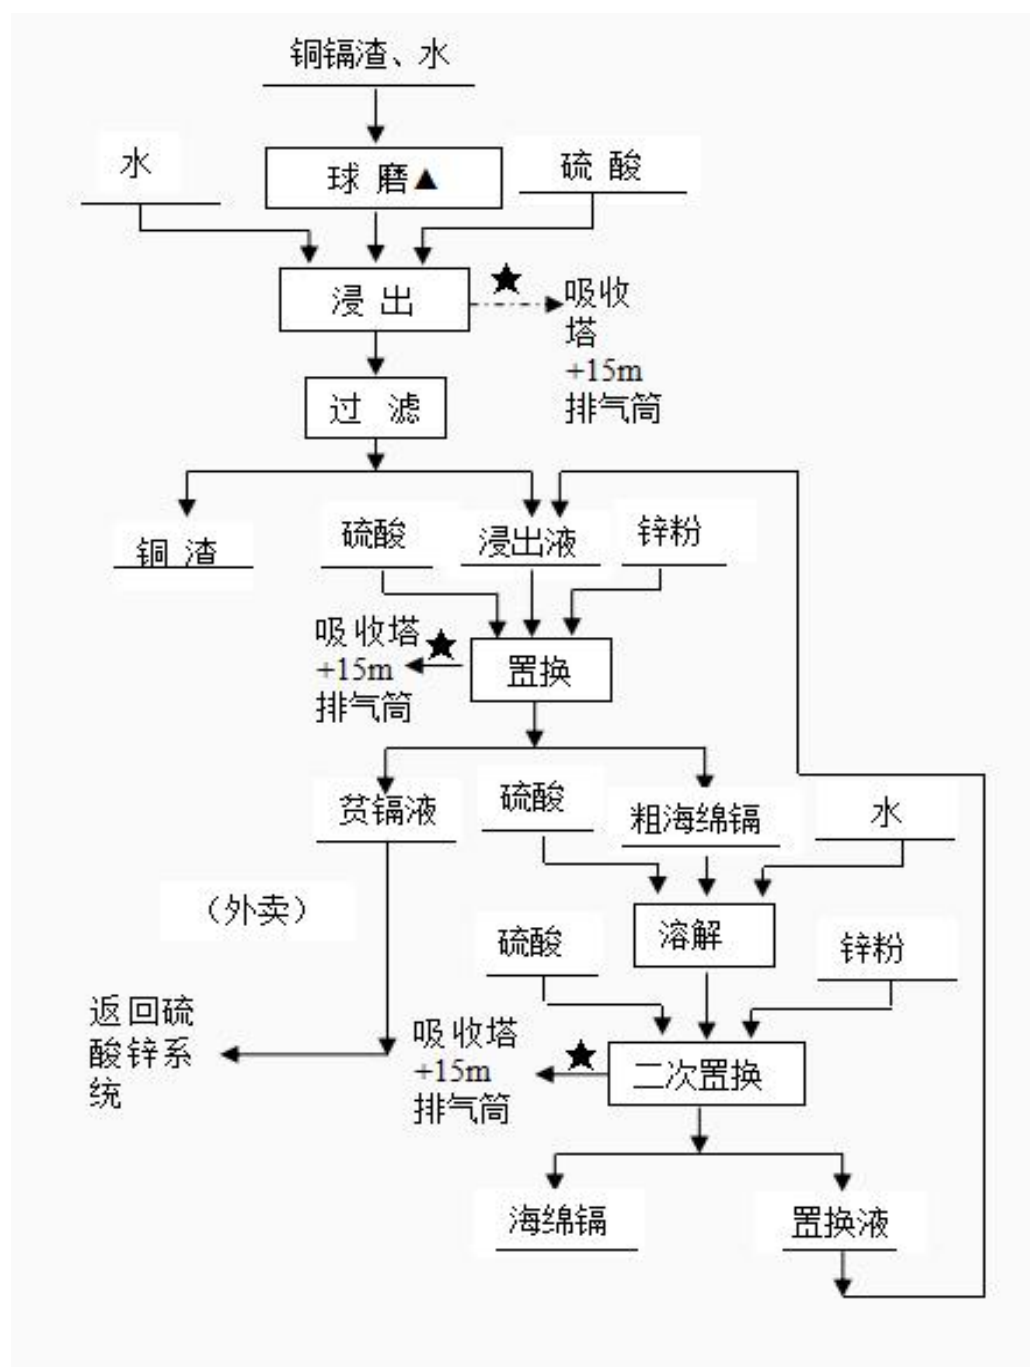 铜镉渣、水
水
球 磨▲
硫 酸
浸 出
★
吸收
塔
+15m
排气筒
过 滤
铜 渣
硫酸
浸出液
锌粉
吸收塔
+15m
排气筒
★
置换
贫镉液
硫酸
粗海绵镉
水
（外卖）
溶解
硫酸
锌粉
返回硫
酸锌系
统
吸收塔
+15m
排气筒
★
二次置换
海绵镉
置换液